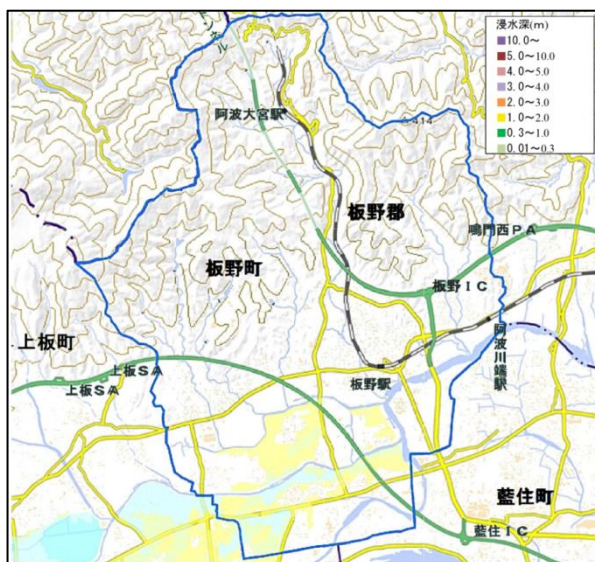 浸水深(m)
10.0～
5.0～10.0
4.0～5.0
3.0～4.0
2.0～3.0
1.0～2.0
0.3～1.0
0.01～0.3
阿波大宮駅
414
板野郡
鳴門西PA
板野町
板野IC
上板町
阿波川端駅
上板SA
上板SA
板野駅
藍住町
藍住IC